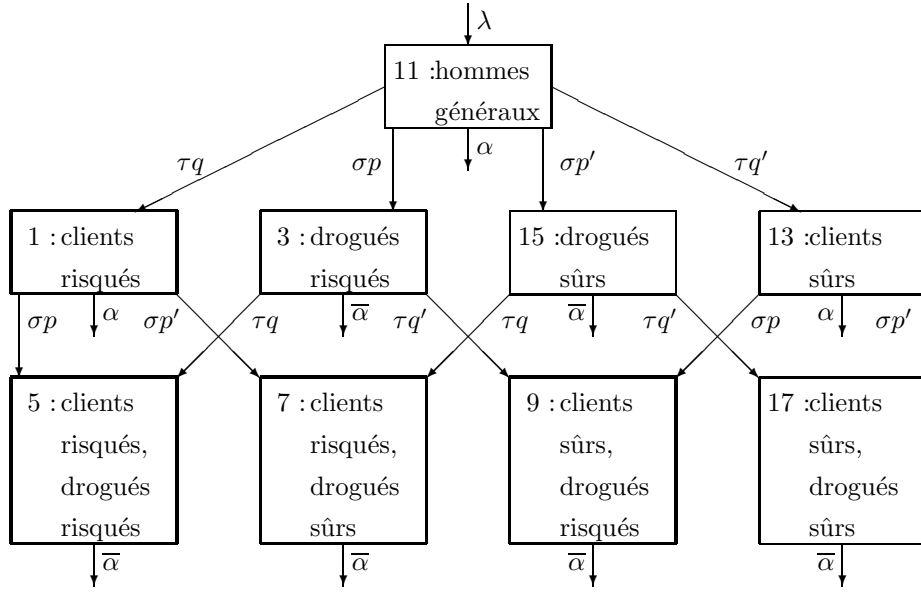 λ
11 :hommes
généraux
α
τq
σp
σp′
τq′
1 : clients
risqués
3 : drogués
risqués
15 : drogués
sûrs
13 : clients
sûrs
σp
α
σp′
τq
α̅
τq′
τq
α̅
τq′
σp
α
σp′
5 : clients
risqués,
drogués
risqués
7 : clients
risqués,
drogués
sûrs
9 : clients
sûrs,
drogués
risqués
17 :clients
sûrs,
drogués
sûrs
α̅
α̅
α̅
α̅